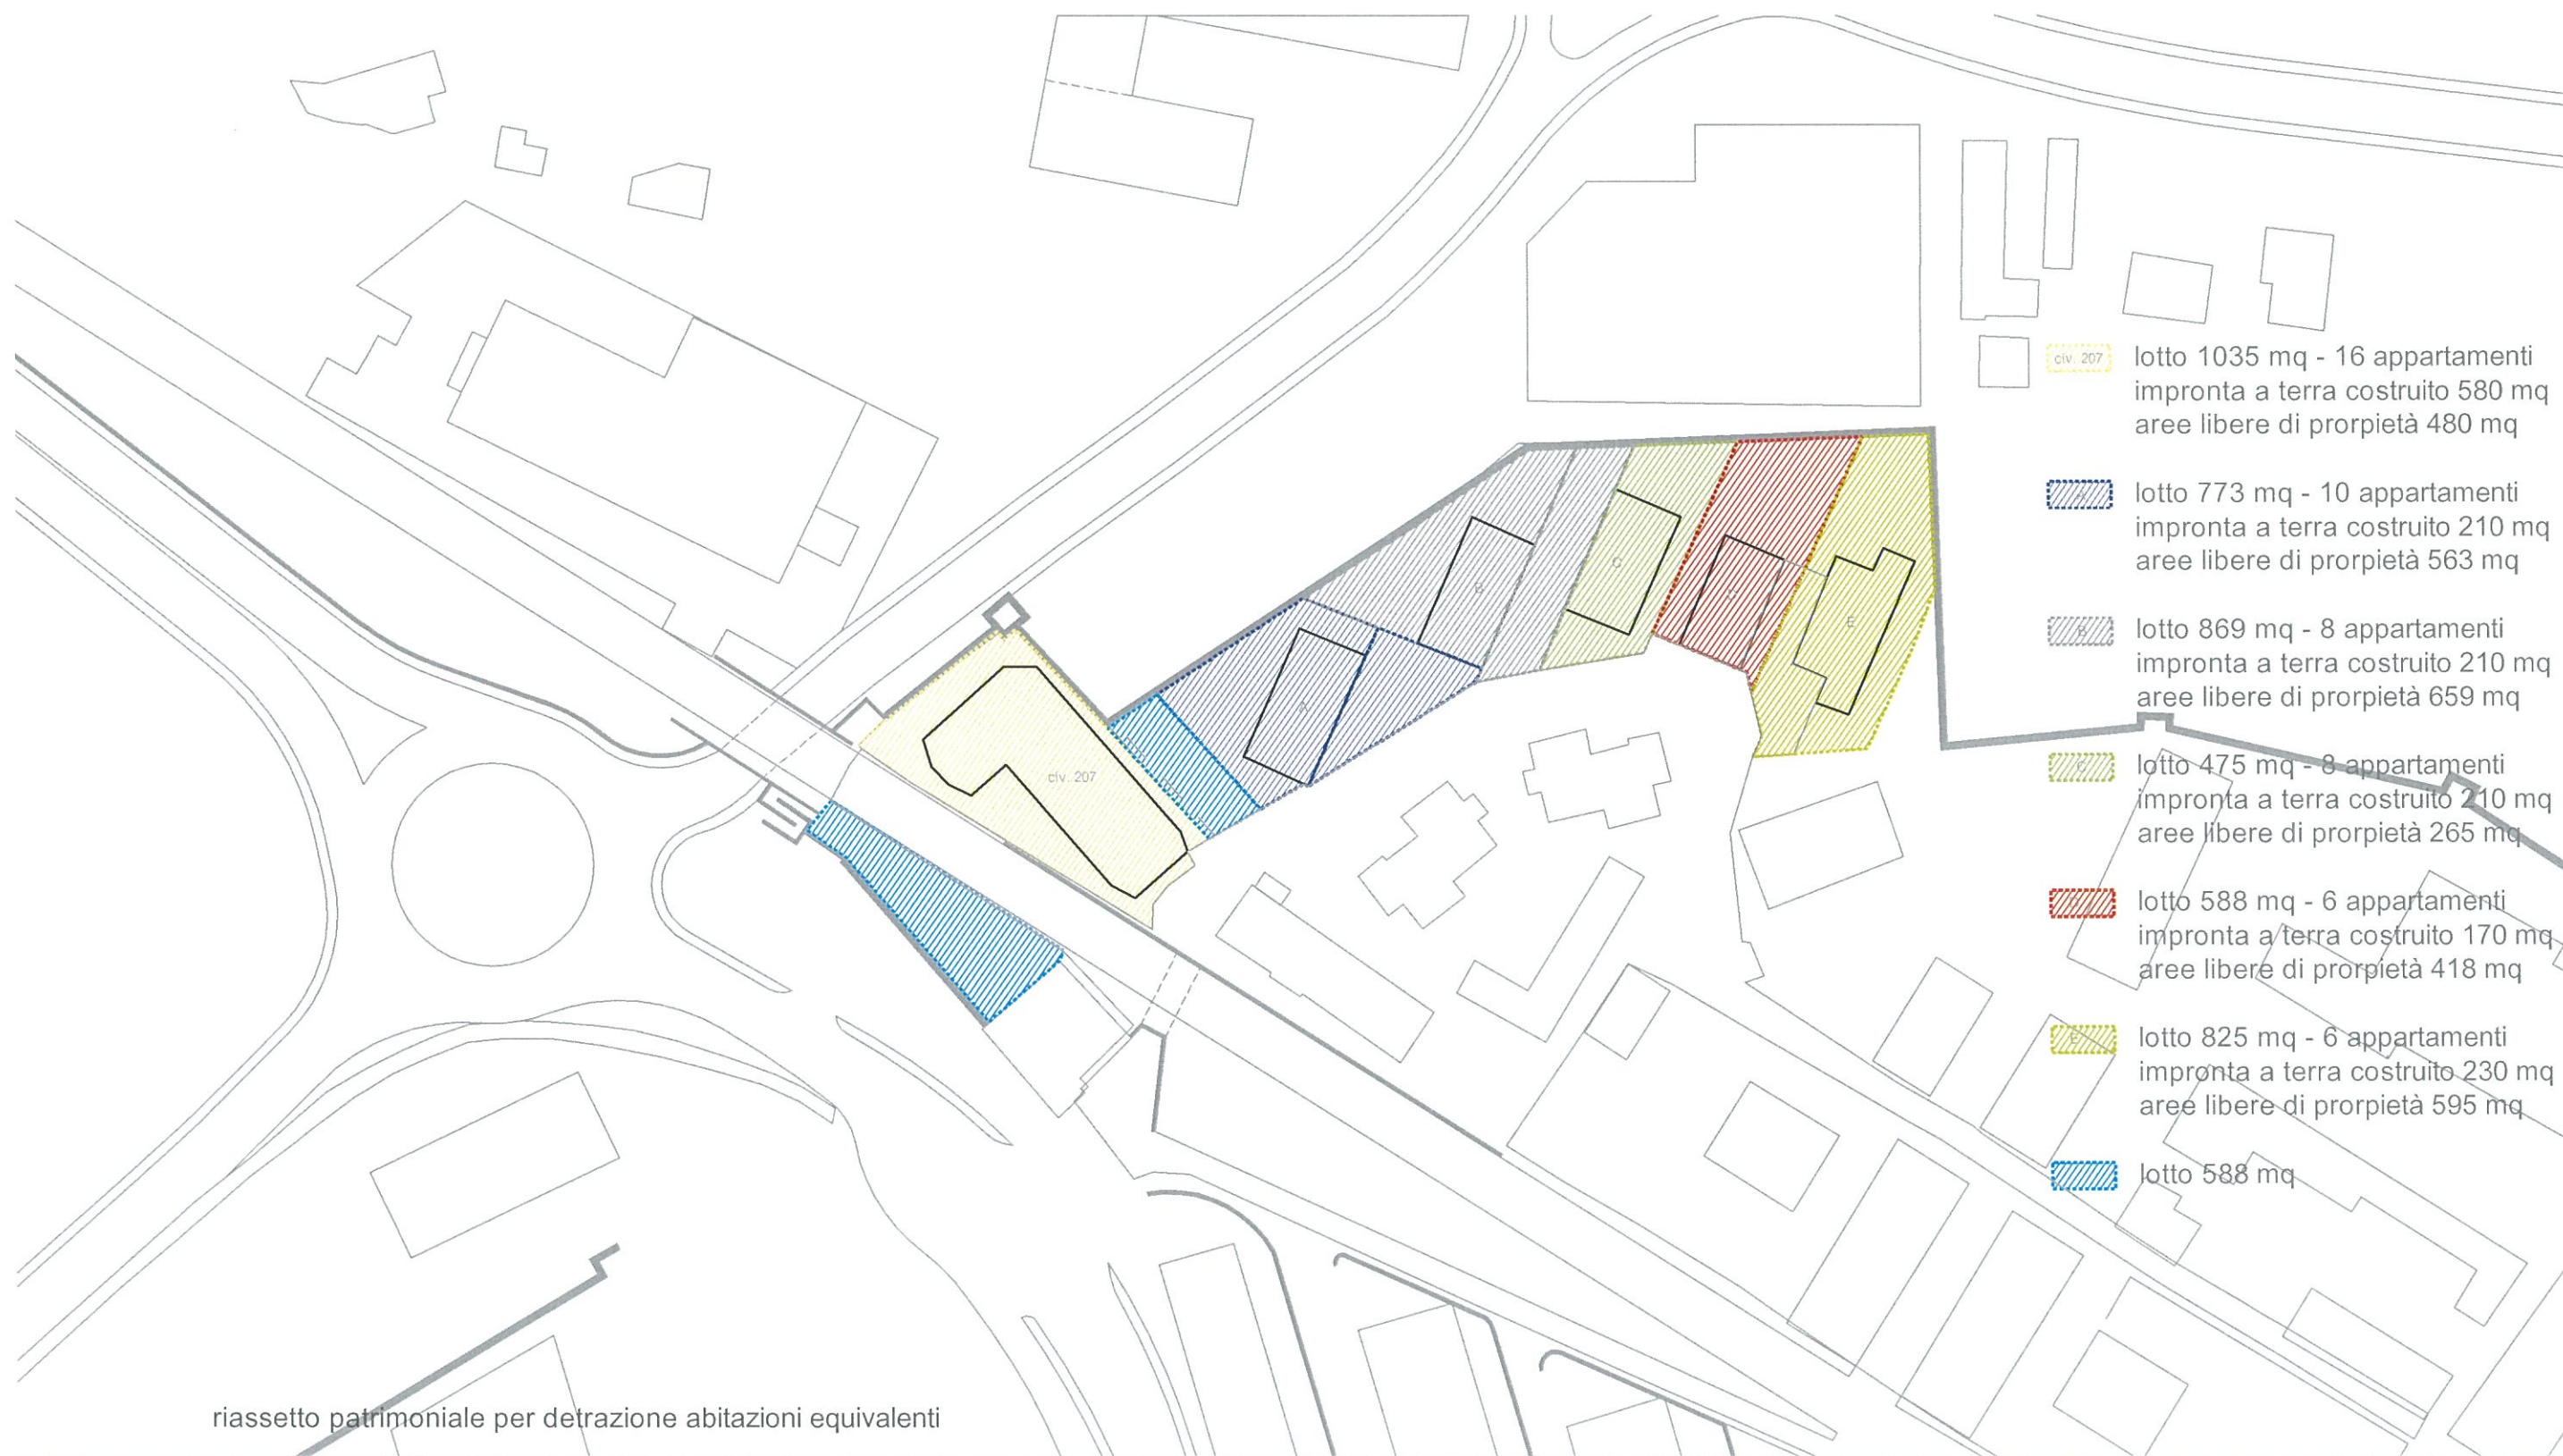 civ. 207
lotto 1035 mq - 16 appartamenti
impronta a terra costruito 580 mq
aree libere di prorpietà 480 mq
A
lotto 773 mq - 10 appartamenti
impronta a terra costruito 210 mq
aree libere di prorpietà 563 mq
B
lotto 869 mq - 8 appartamenti
impronta a terra costruito 210 mq
aree libere di prorpietà 659 mq
C
lotto 475 mq - 8 appartamenti
impronta a terra costruito 210 mq
aree libere di prorpietà 265 mq
lotto 588 mq - 6 appartamenti
impronta a terra costruito 170 mq
aree libere di prorpietà 418 mq
E
lotto 825 mq - 6 appartamenti
impronta a terra costruito 230 mq
aree libere di prorpietà 595 mq
lotto 588 mq
B
C
E
A
civ. 207
riassetto patrimoniale per detrazione abitazioni equivalenti